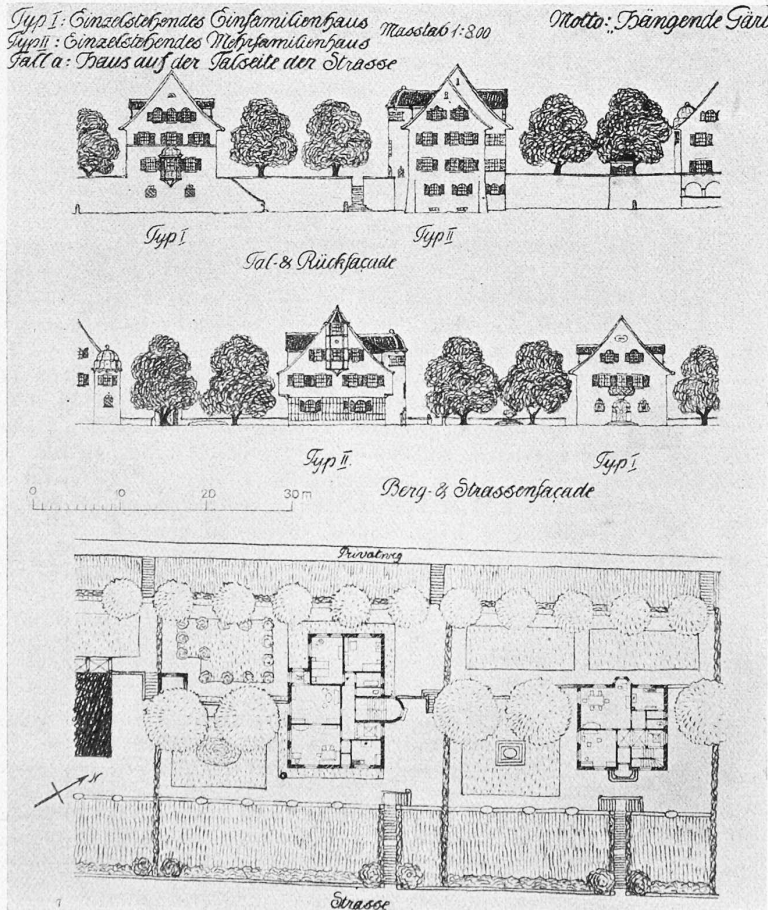 Typ I: Einzelstehendes Einfamilienhaus
Typ II: Einzelstehendes Mehrfamilienhaus
Fall a: Haus auf der Talseite der Strasse
Masstab 1:800
Motto: „Hängende Gärt
Typ I
Typ II
Tal- & Rückfaçade
Typ II.
Typ I
0 10 20 30 m
Berg- & Strassenfaçade
Privatweg
N
Strasse